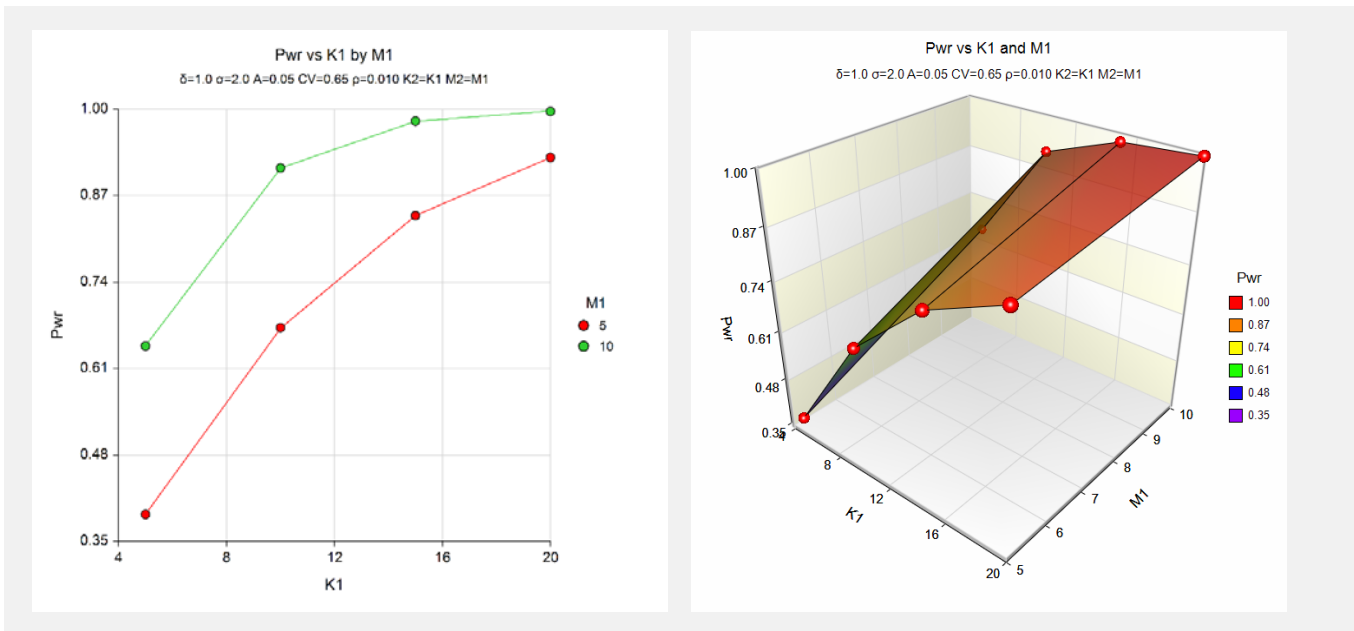 Pwr vs K1 by M1
δ=1.0 σ=2.0 A=0.05 CV=0.65 ρ=0.010 K2=K1 M2=M1
1.00
0.87
0.74
0.61
0.48
0.35
Pwr
4 8 12 16 20
K1
M1
5
10
Pwr vs K1 and M1
δ=1.0 σ=2.0 A=0.05 CV=0.65 ρ=0.010 K2=K1 M2=M1
1.00
0.87
0.74
0.61
0.48
0.35
Pwr
4
8
12
16
20
K1
5
6
7
8
9
10
M1
Pwr
1.00
0.87
0.74
0.61
0.48
0.35